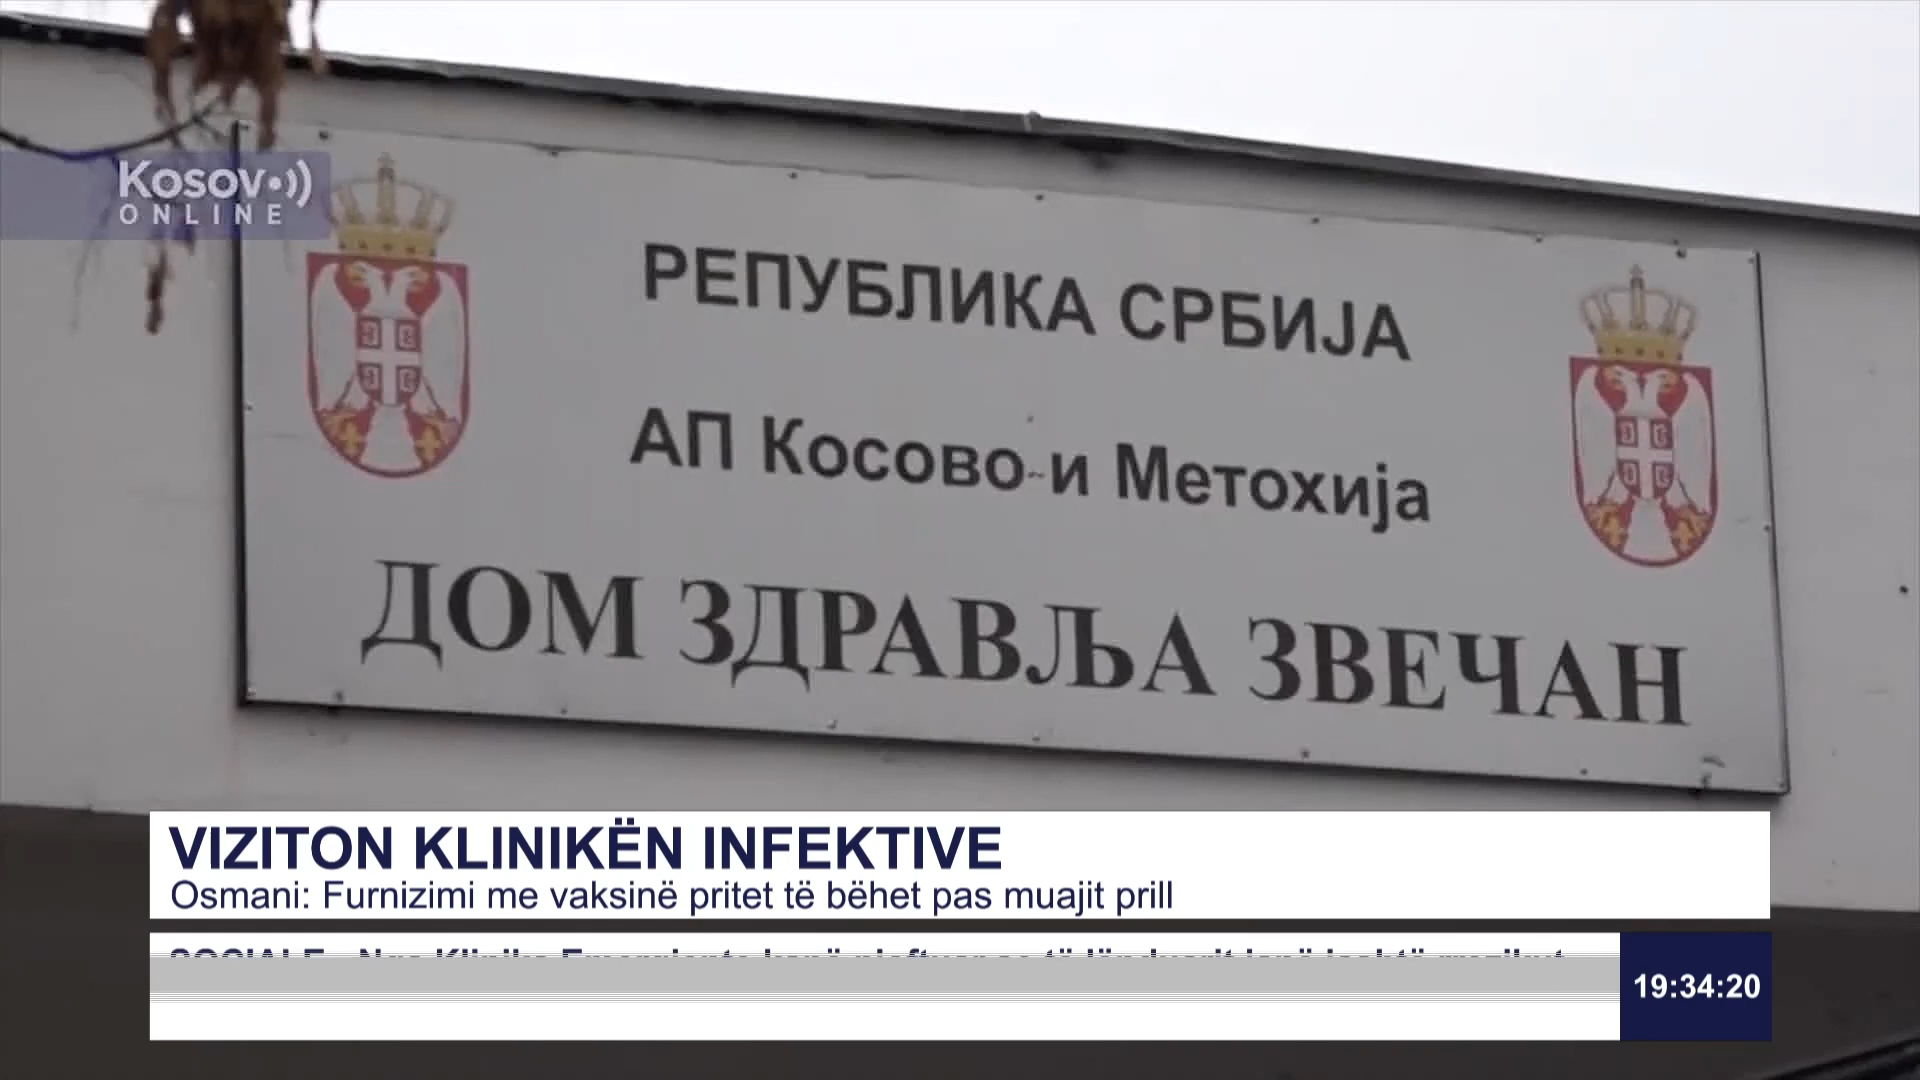 Kosovo
ONLINE
РЕПУБЛИКА СРБИЈА
АП Косово и Метохија
ДОМ ЗДРАВЉА ЗВЕЧАН
VIZITON KLINIKËN INFEKTIVE
Osmani: Furnizimi me vaksinë pritet të bëhet pas muajit prill
19:34:20